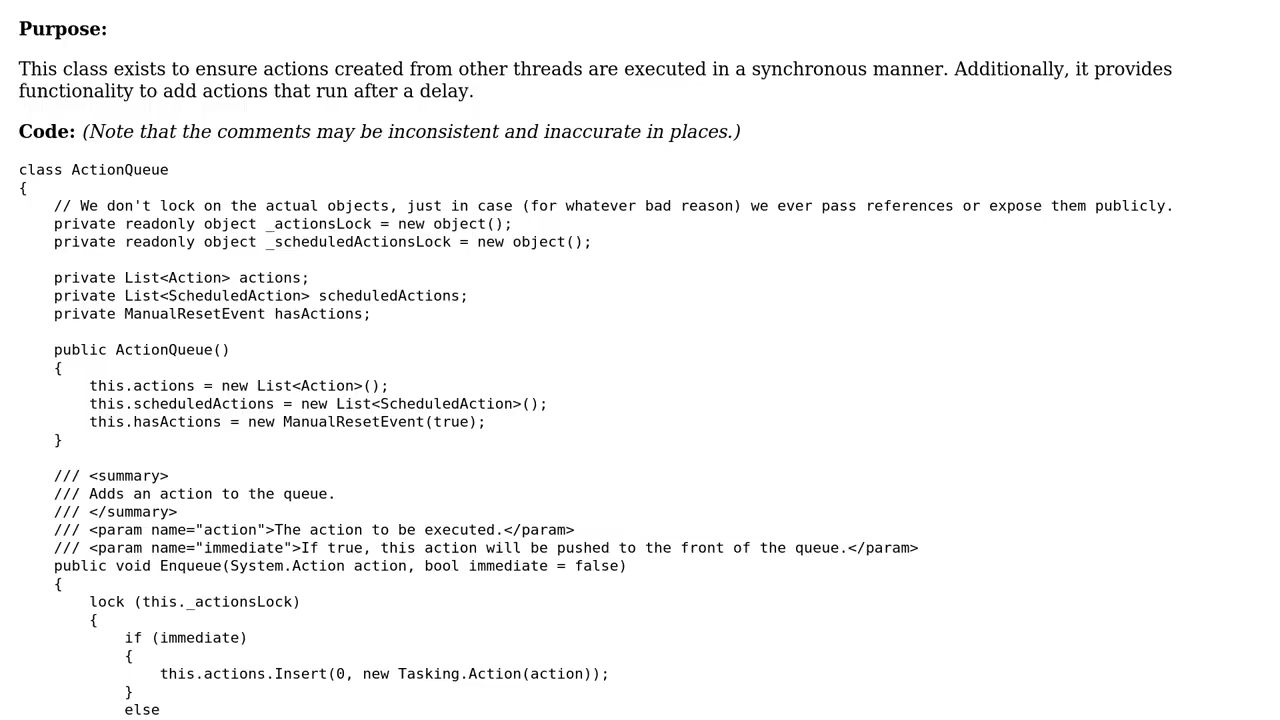 Purpose:
This class exists to ensure actions created from other threads are executed in a synchronous manner. Additionally, it provides
functionality to add actions that run after a delay.
Code: (Note that the comments may be inconsistent and inaccurate in places.)
class ActionQueue
{
    // We don't lock on the actual objects, just in case (for whatever bad reason) we ever pass references or expose them publicly.
    private readonly object _actionsLock = new object();
    private readonly object _scheduledActionsLock = new object();

    private List<Action> actions;
    private List<ScheduledAction> scheduledActions;
    private ManualResetEvent hasActions;

    public ActionQueue()
    {
        this.actions = new List<Action>();
        this.scheduledActions = new List<ScheduledAction>();
        this.hasActions = new ManualResetEvent(true);
    }

    /// <summary>
    /// Adds an action to the queue.
    /// </summary>
    /// <param name="action">The action to be executed.</param>
    /// <param name="immediate">If true, this action will be pushed to the front of the queue.</param>
    public void Enqueue(System.Action action, bool immediate = false)
    {
        lock (this._actionsLock)
        {
            if (immediate)
            {
                this.actions.Insert(0, new Tasking.Action(action));
            }
            else